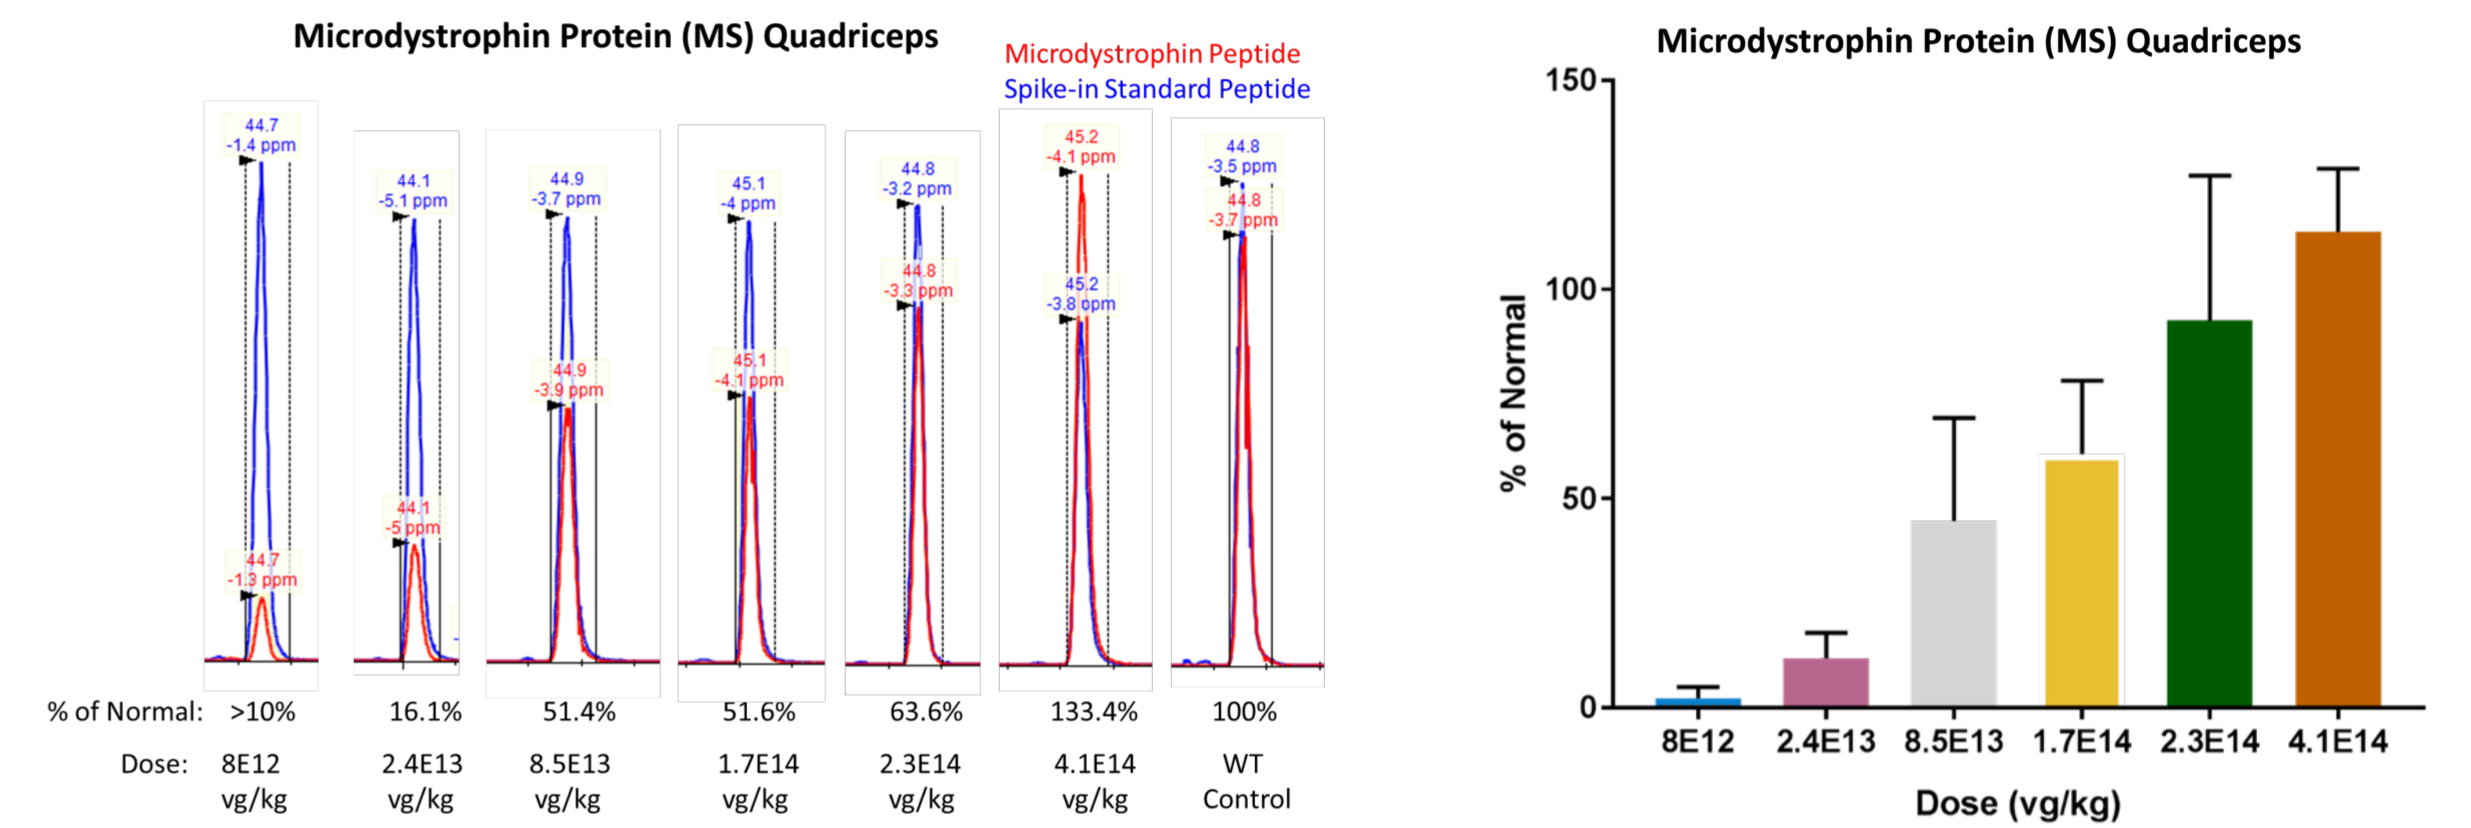 Microdystrophin Protein (MS) Quadriceps
Microdystrophin Peptide
Spike-in Standard Peptide
44.7
-1.4 ppm
44.7
-1.3 ppm
44.1
-5.1 ppm
44.1
-5 ppm
44.9
-3.7 ppm
44.9
-3.9 ppm
45.1
-4 ppm
45.1
-4.1 ppm
44.8
-3.2 ppm
44.8
-3.3 ppm
45.2
-4.1 ppm
45.2
-3.8 ppm
44.8
-3.5 ppm
44.8
-3.7 ppm
% of Normal: >10% 16.1% 51.4% 51.6% 63.6% 133.4% 100%
Dose: 8E12 2.4E13 8.5E13 1.7E14 2.3E14 4.1E14 WT
vg/kg vg/kg vg/kg vg/kg vg/kg vg/kg Control
Microdystrophin Protein (MS) Quadriceps
% of Normal
150
100
50
0
8E12 2.4E13 8.5E13 1.7E14 2.3E14 4.1E14
Dose (vg/kg)